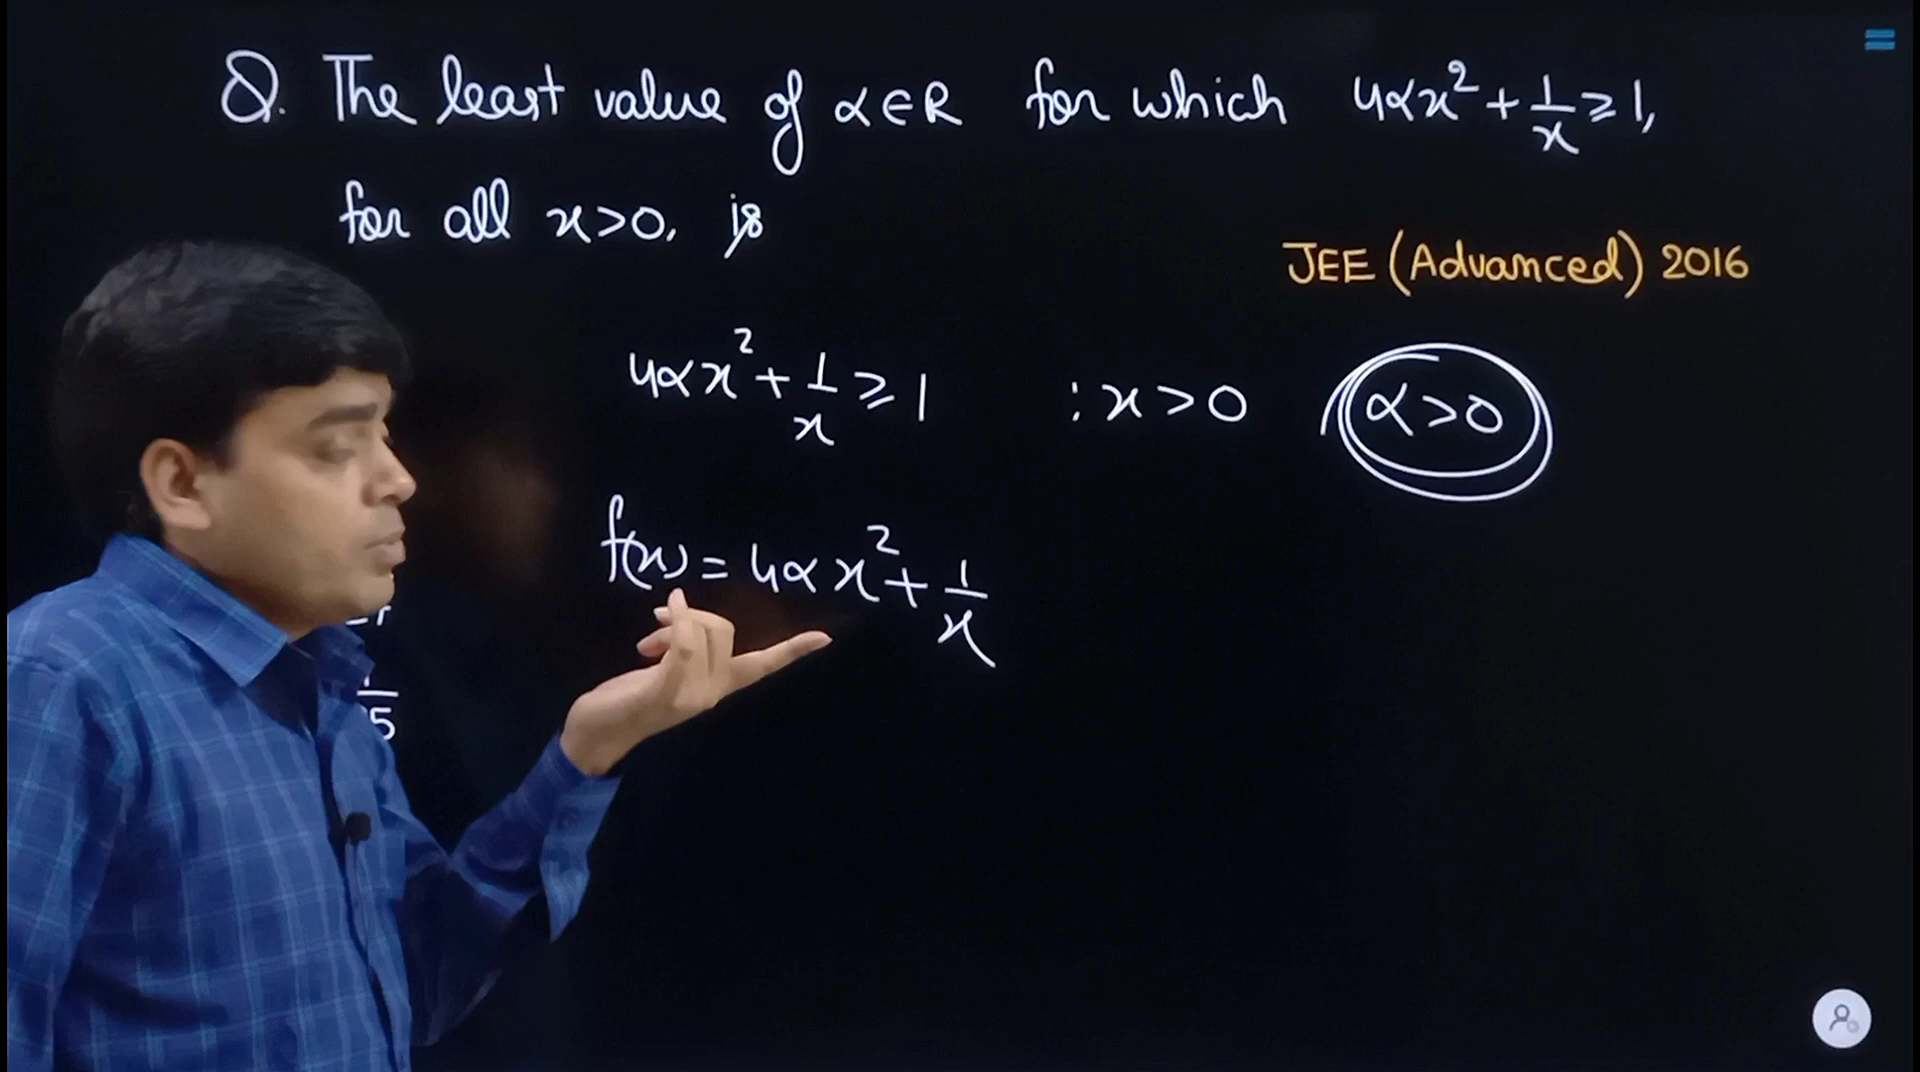 Q. The least value of α∈R for which 4αx² + 1/x ≥ 1,
for all x>0, is
JEE (Advanced) 2016
4αx² + 1/x ≥ 1 : x > 0 α > 0
f(x) = 4αx² + 1/x
5